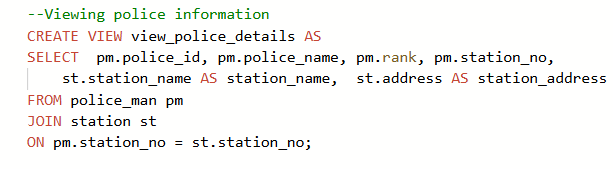 --Viewing police information
CREATE VIEW view_police_details AS
SELECT  pm.police_id, pm.police_name, pm.rank, pm.station_no,
    st.station_name AS station_name,  st.address AS station_address
FROM police_man pm
JOIN station st
ON pm.station_no = st.station_no;